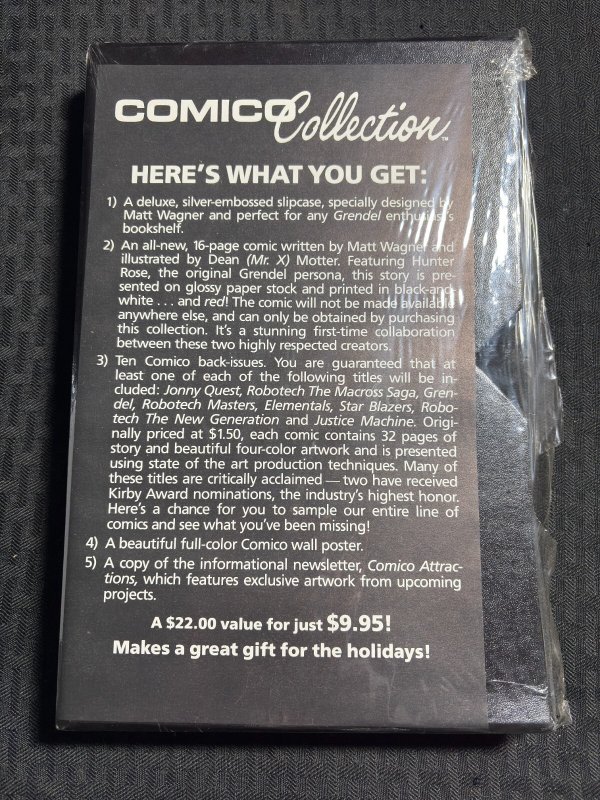 COMICO Collection™
HERE'S WHAT YOU GET:
1) A deluxe, silver-embossed slipcase, specially designed by
Matt Wagner and perfect for any Grendel enthusiast's
bookshelf.
2) An all-new, 16-page comic written by Matt Wagner and
illustrated by Dean (Mr. X) Motter. Featuring Hunter
Rose, the original Grendel persona, this story is pre-
sented on glossy paper stock and printed in black-and-
white . . . and red! The comic will not be made available
anywhere else, and can only be obtained by purchasing
this collection. It's a stunning first-time collaboration
between these two highly respected creators.
3) Ten Comico back-issues. You are guaranteed that at
least one of each of the following titles will be in-
cluded: Jonny Quest, Robotech The Macross Saga, Gren-
del, Robotech Masters, Elementals, Star Blazers, Robo-
tech The New Generation and Justice Machine. Origi-
nally priced at $1.50, each comic contains 32 pages of
story and beautiful four-color artwork and is presented
using state of the art production techniques. Many of
these titles are critically acclaimed — two have received
Kirby Award nominations, the industry's highest honor.
Here's a chance for you to sample our entire line of
comics and see what you've been missing!
4) A beautiful full-color Comico wall poster.
5) A copy of the informational newsletter, Comico Attrac-
tions, which features exclusive artwork from upcoming
projects.
A $22.00 value for just $9.95!
Makes a great gift for the holidays!